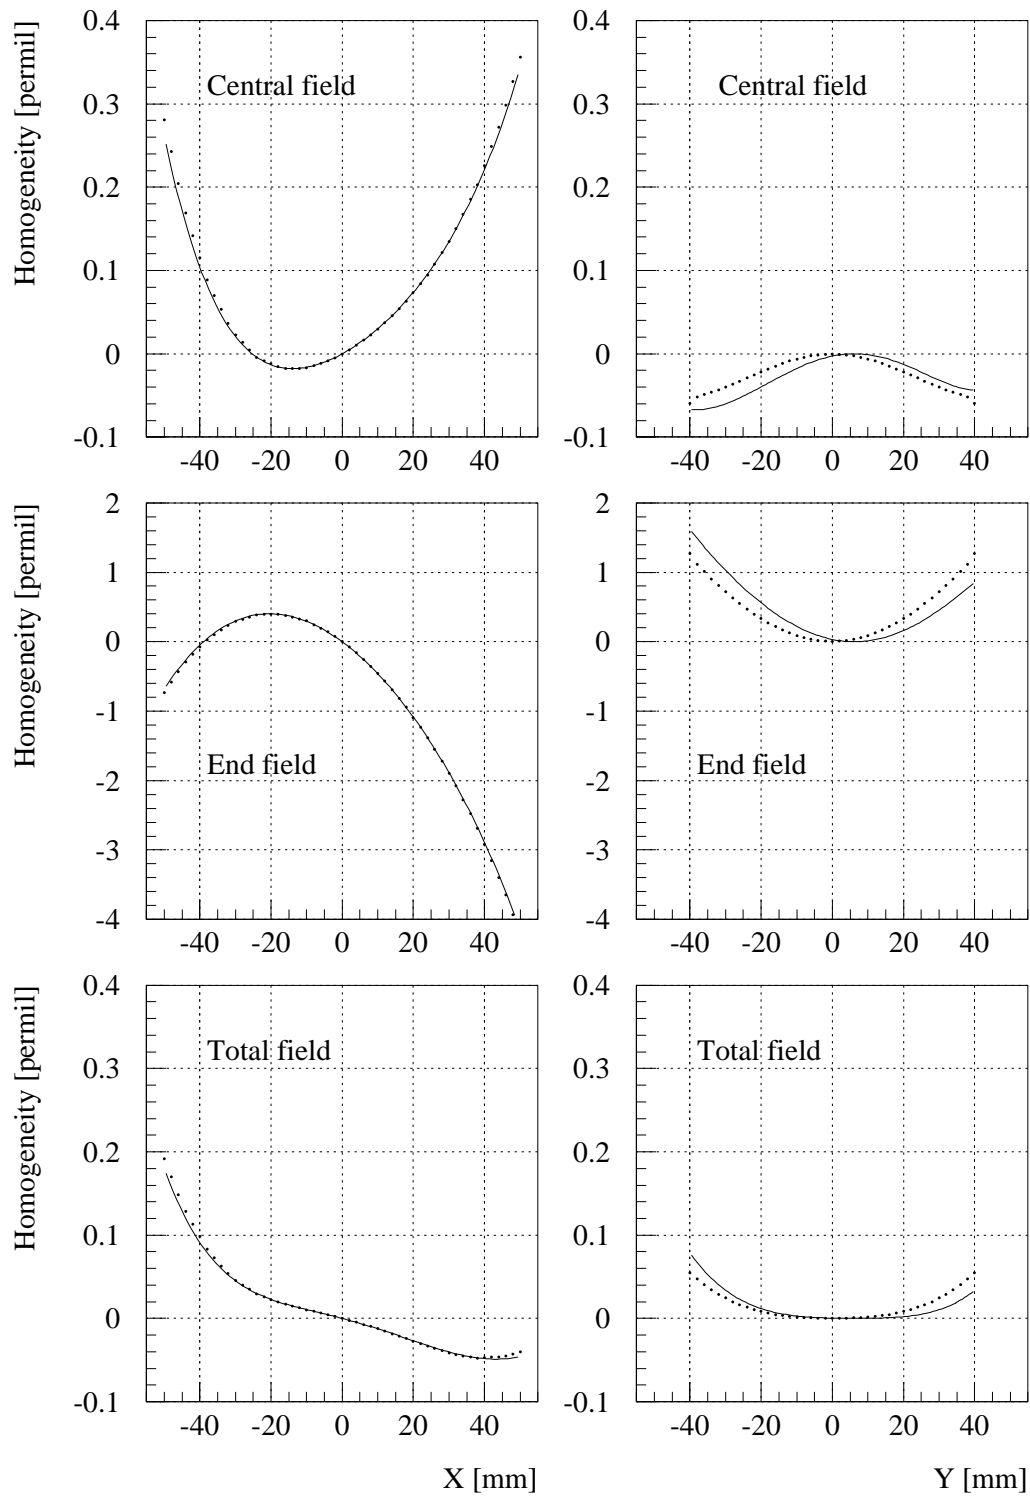 Homogeneity [permil]
0.4
0.3
0.2
0.1
0
-0.1
Central field
-40 -20 0 20 40
0.4
0.3
0.2
0.1
0
-0.1
Central field
-40 -20 0 20 40
Homogeneity [permil]
2
1
0
-1
-2
-3
-4
End field
-40 -20 0 20 40
2
1
0
-1
-2
-3
-4
End field
-40 -20 0 20 40
Homogeneity [permil]
0.4
0.3
0.2
0.1
0
-0.1
Total field
-40 -20 0 20 40
X [mm]
0.4
0.3
0.2
0.1
0
-0.1
Total field
-40 -20 0 20 40
Y [mm]